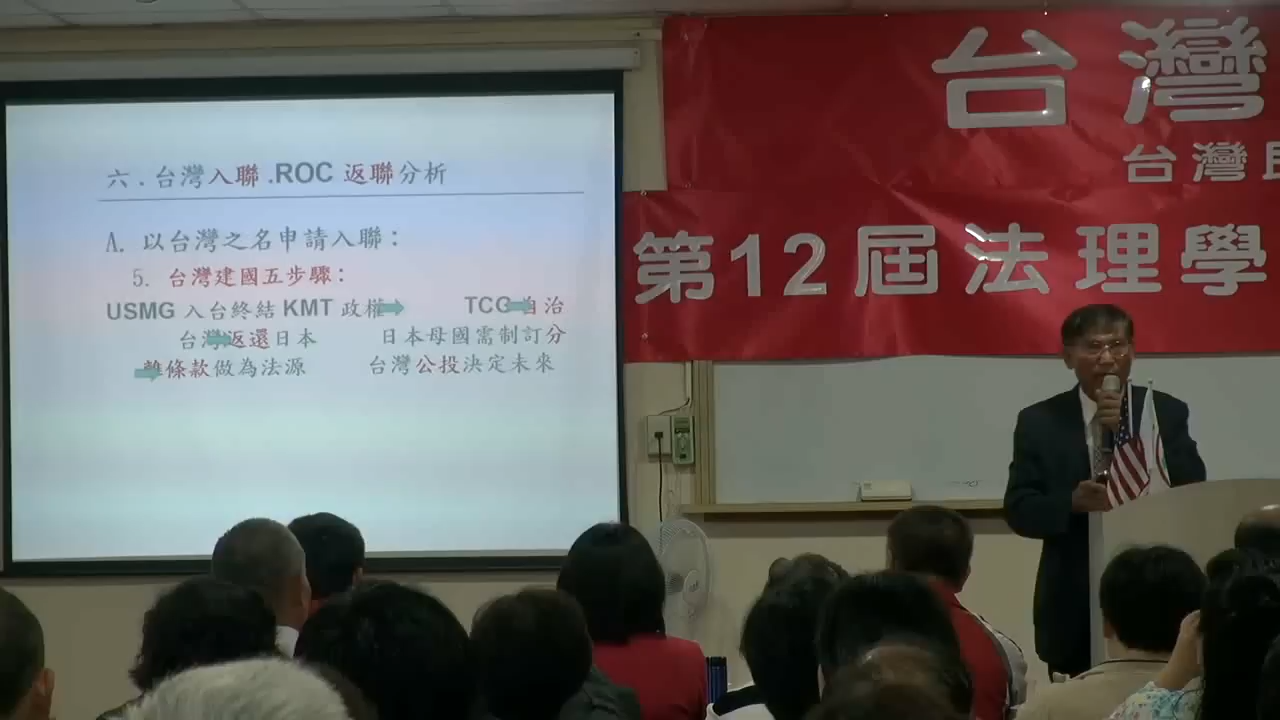 六 . 台灣入聯 .ROC 返聯分析
A. 以台灣之名申請入聯：
5. 台灣建國五步驟：
USMG 入台終結 KMT 政權 TCG 自治
台灣返還日本 日本母國需制訂分
離條款做為法源 台灣公投決定未來
台灣
台灣民
第12屆法理學